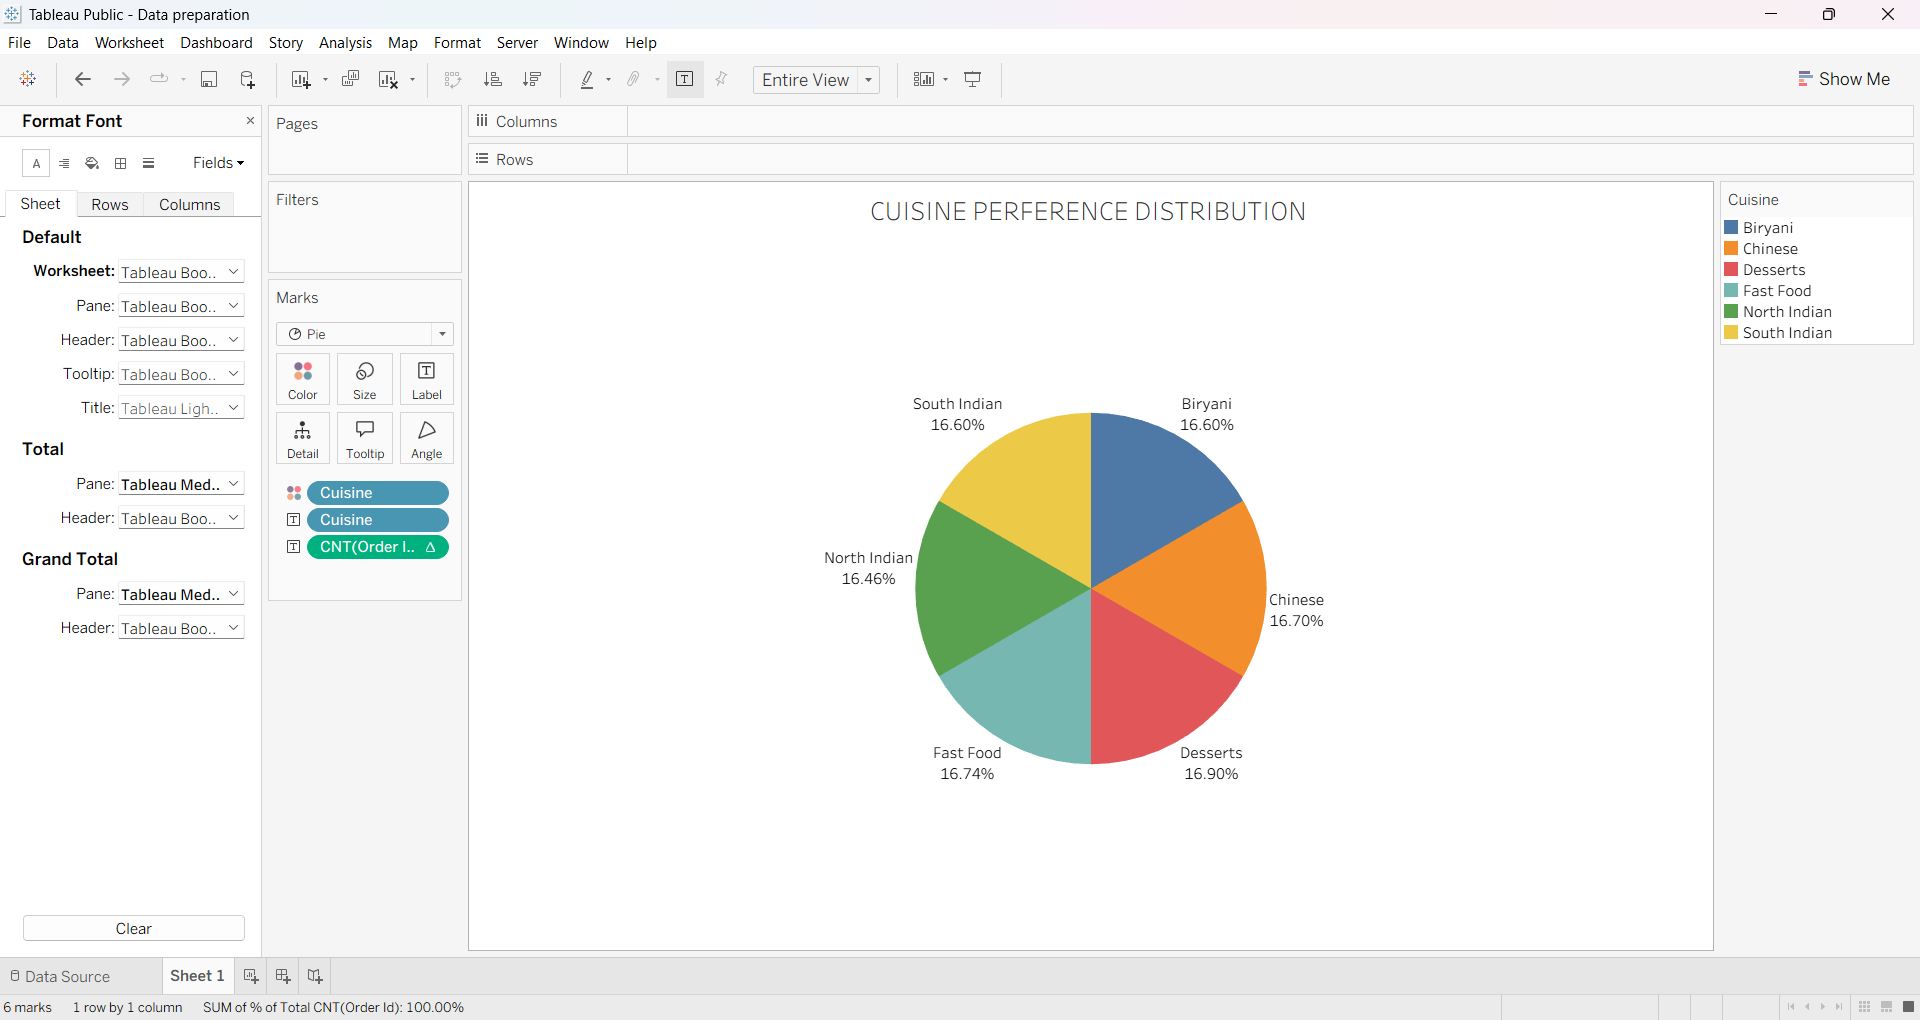 Tableau Public - Data preparation
File Data Worksheet Dashboard Story Analysis Map Format Server Window Help
Entire View
Show Me
Format Font
Fields
Sheet Rows Columns
Default
Worksheet: Tableau Boo..
Pane: Tableau Boo..
Header: Tableau Boo..
Tooltip: Tableau Boo..
Title: Tableau Ligh..
Total
Pane: Tableau Med..
Header: Tableau Boo..
Grand Total
Pane: Tableau Med..
Header: Tableau Boo..
Clear
Pages
Filters
Marks
Pie
Color Size Label
Detail Tooltip Angle
Cuisine
Cuisine
CNT(Order I.. Δ
Columns
Rows
CUISINE PERFERENCE DISTRIBUTION
South Indian
16.60%
Biryani
16.60%
North Indian
16.46%
Chinese
16.70%
Fast Food
16.74%
Desserts
16.90%
Cuisine
Biryani
Chinese
Desserts
Fast Food
North Indian
South Indian
Data Source Sheet 1
6 marks 1 row by 1 column SUM of % of Total CNT(Order Id): 100.00%